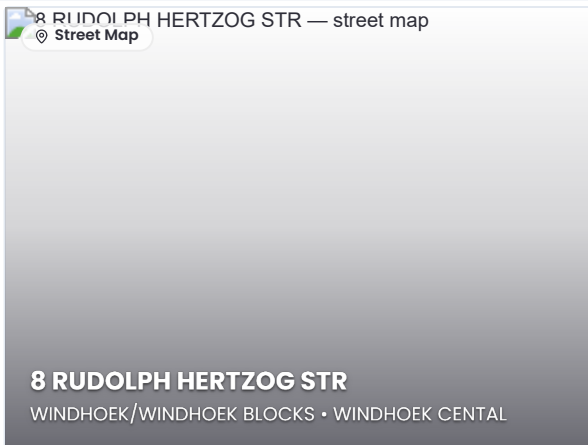 8 RUDOLPH HERTZOG STR — street map
Street Map
8 RUDOLPH HERTZOG STR
WINDHOEK/WINDHOEK BLOCKS • WINDHOEK CENTAL